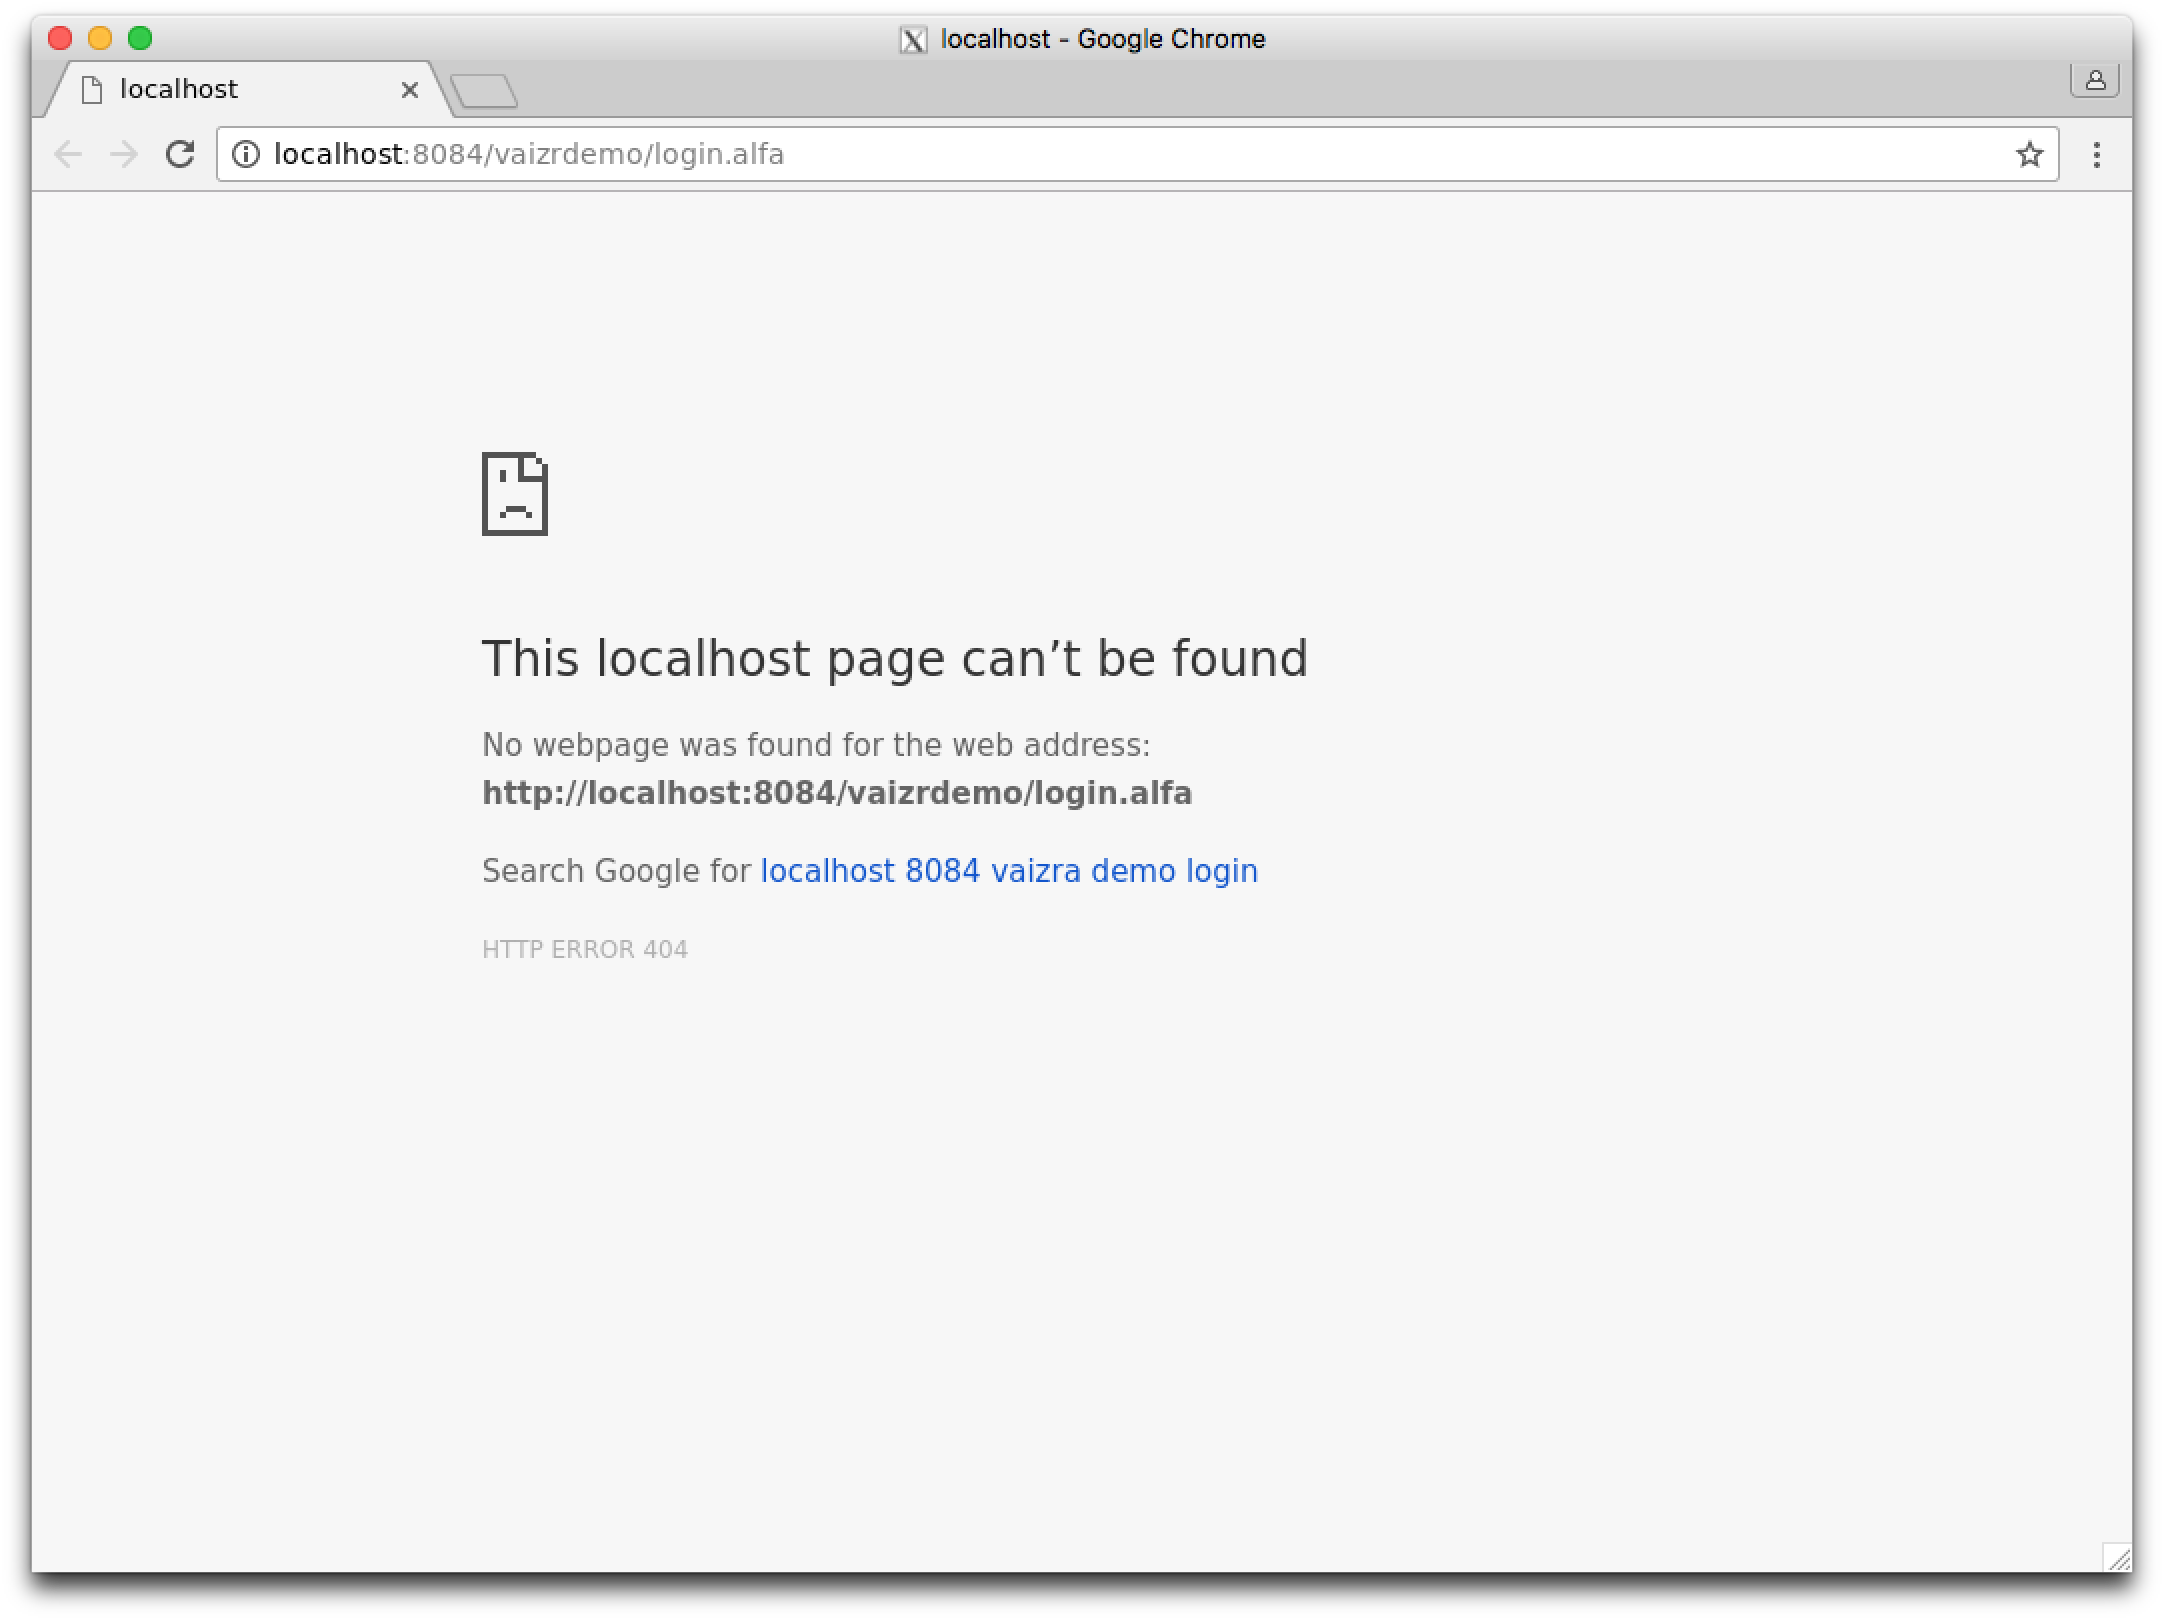 localhost - Google Chrome
localhost
localhost:8084/vaizrdemo/login.alfa
This localhost page can’t be found
No webpage was found for the web address:
http://localhost:8084/vaizrdemo/login.alfa
Search Google for localhost 8084 vaizra demo login
HTTP ERROR 404